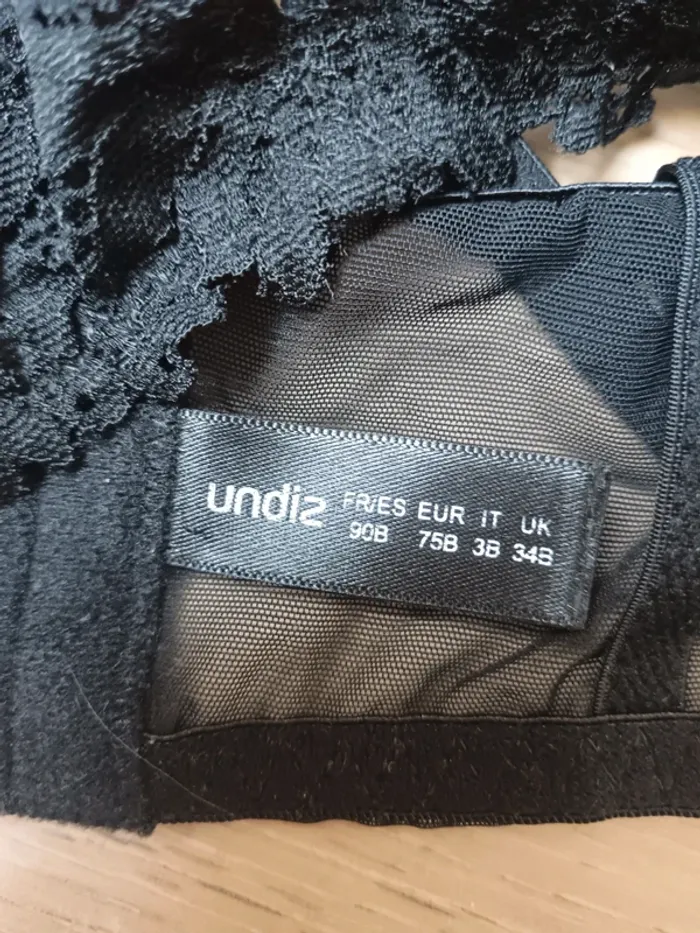 undiz
FR/ES EUR IT UK
90B 75B 3B 34B